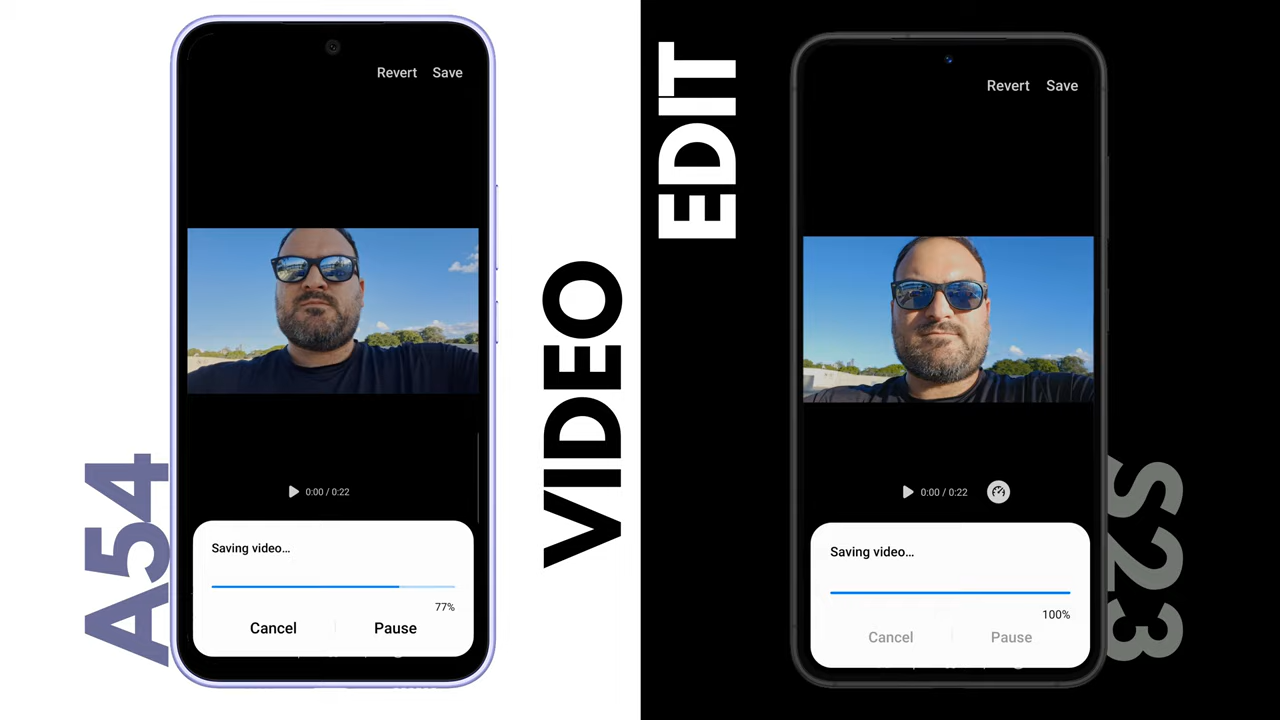 Revert Save
0:00 / 0:22
Saving video...
77%
Cancel Pause
A54
VIDEO
EDIT
Revert Save
0:00 / 0:22
Saving video...
100%
Cancel Pause
S23